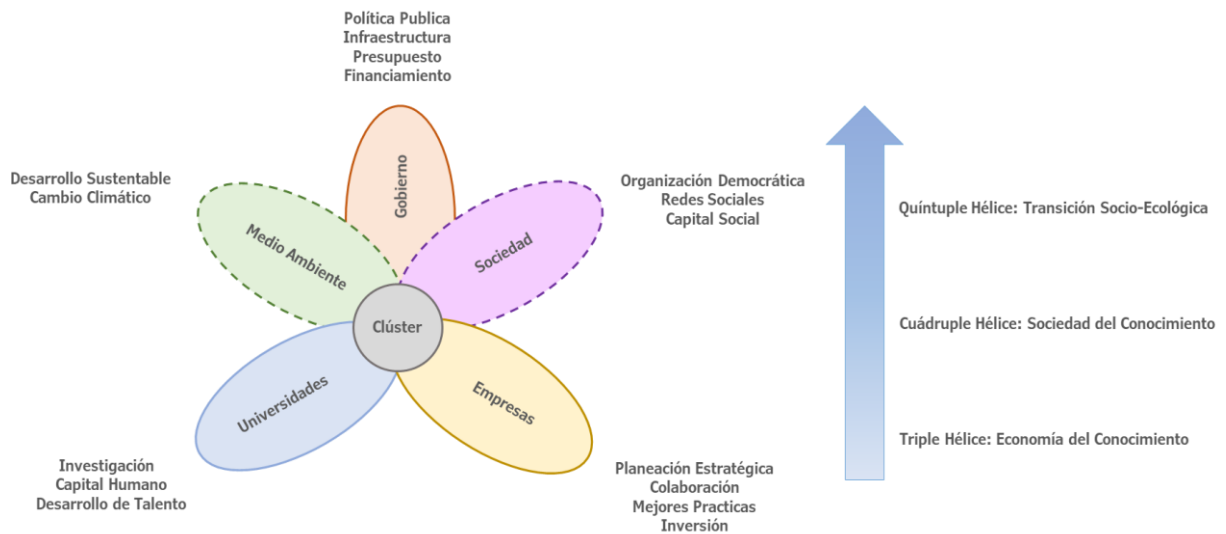 Política Publica
Infraestructura
Presupuesto
Financiamiento
Gobierno
Desarrollo Sustentable
Cambio Climático
Medio Ambiente
Organización Democrática
Redes Sociales
Capital Social
Sociedad
Clúster
Universidades
Investigación
Capital Humano
Desarrollo de Talento
Empresas
Planeación Estratégica
Colaboración
Mejores Practicas
Inversión
Quíntuple Hélice: Transición Socio-Ecológica
Cuádruple Hélice: Sociedad del Conocimiento
Triple Hélice: Economía del Conocimiento